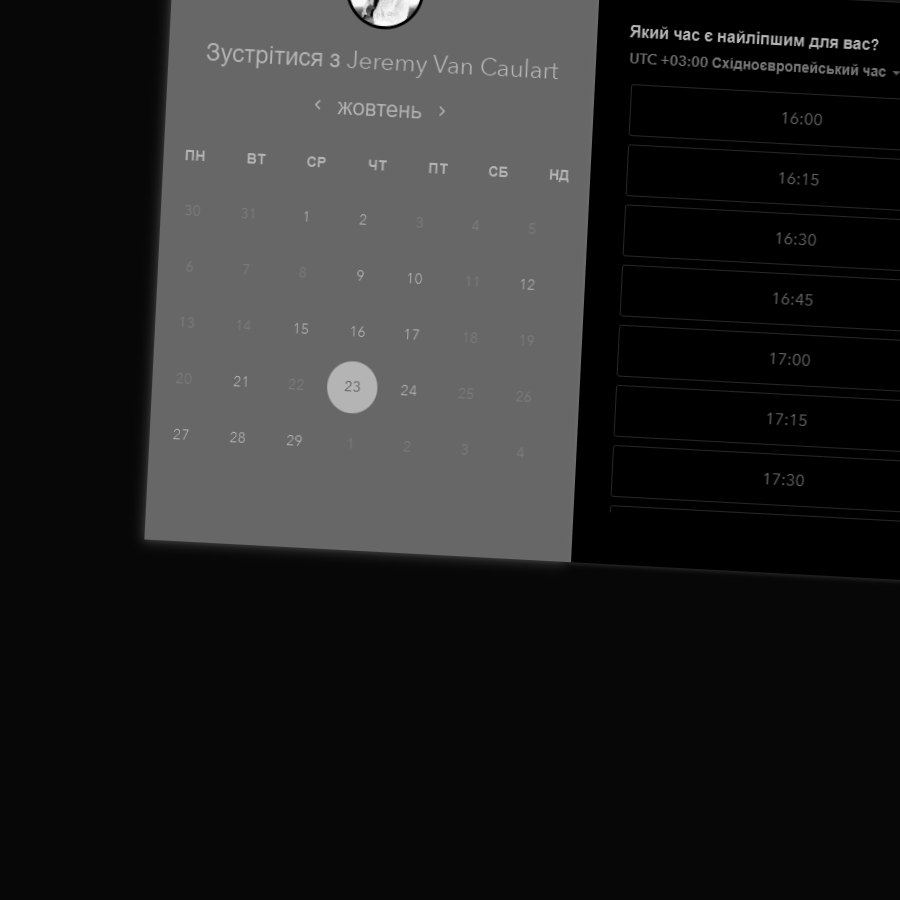 Зустрітися з Jeremy Van Caulart
‹ жовтень ›
ПН ВТ СР ЧТ ПТ СБ НД
30 31 1 2 3 4 5
6 7 8 9 10 11 12
13 14 15 16 17 18 19
20 21 22 23 24 25 26
27 28 29 1 2 3 4
Який час є найліпшим для вас?
UTC +03:00 Східноєвропейський час
16:00
16:15
16:30
16:45
17:00
17:15
17:30